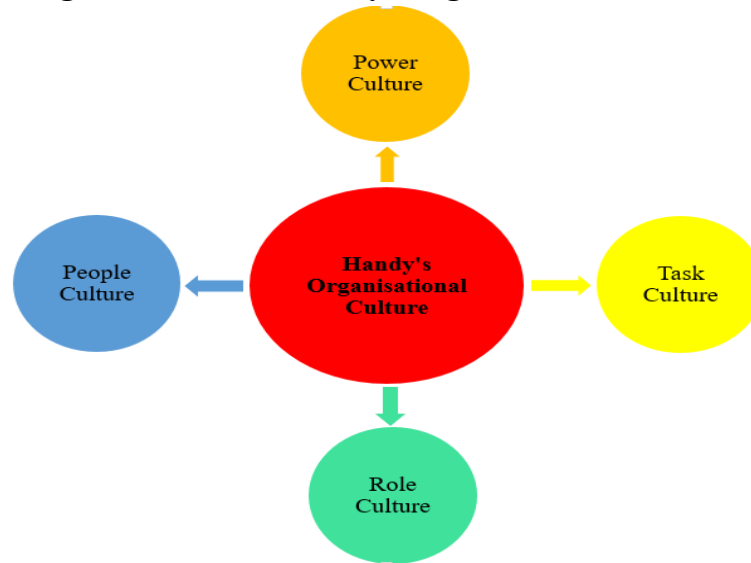 Power
Culture
People
Culture
Handy's
Organisational
Culture
Task
Culture
Role
Culture